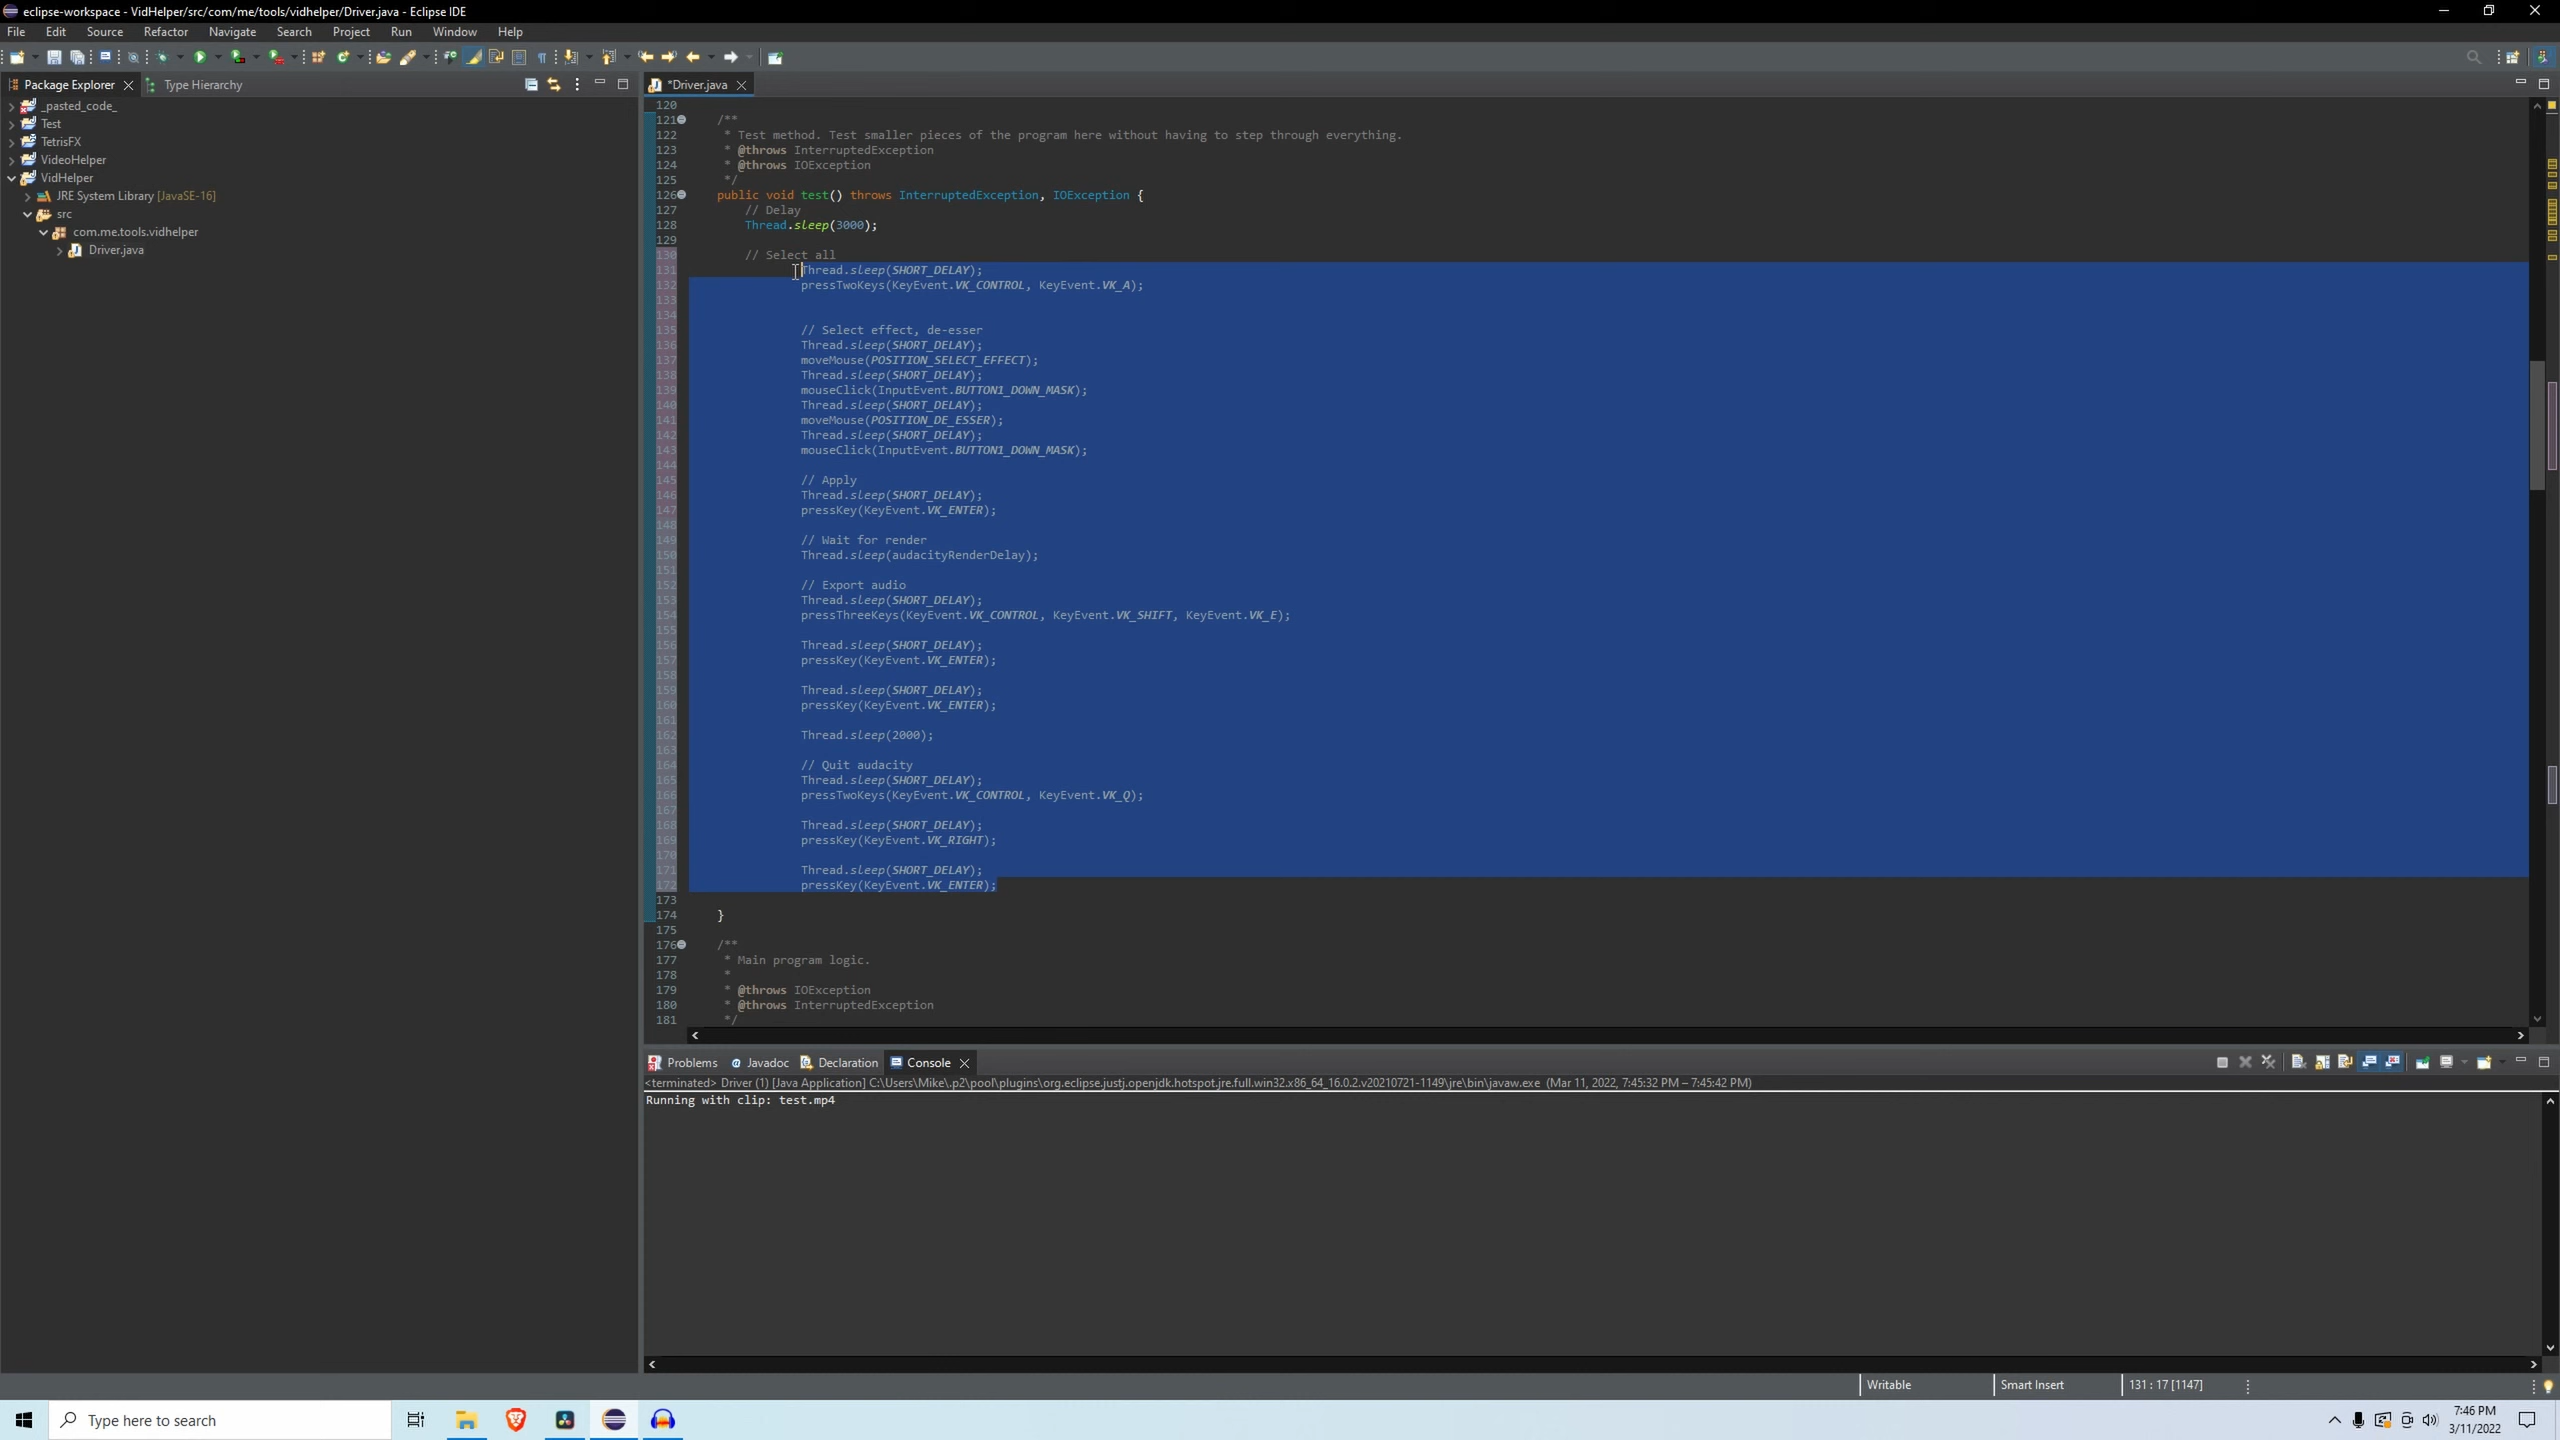 eclipse-workspace - VidHelper/src/com/me/tools/vidhelper/Driver.java - Eclipse IDE
File Edit Source Refactor Navigate Search Project Run Window Help
Package Explorer Type Hierarchy
*Driver.java
_pasted_code_
Test
TetrisFX
VideoHelper
VidHelper
JRE System Library [JavaSE-16]
src
com.me.tools.vidhelper
Driver.java
120
121 /**
122 * Test method. Test smaller pieces of the program here without having to step through everything.
123 * @throws InterruptedException
124 * @throws IOException
125 */
126 public void test() throws InterruptedException, IOException {
127 // Delay
128 Thread.sleep(3000);
129
130 // Select all
131 Thread.sleep(SHORT_DELAY);
132 pressTwoKeys(KeyEvent.VK_CONTROL, KeyEvent.VK_A);
133
134
135 // Select effect, de-esser
136 Thread.sleep(SHORT_DELAY);
137 moveMouse(POSITION_SELECT_EFFECT);
138 Thread.sleep(SHORT_DELAY);
139 mouseClick(InputEvent.BUTTON1_DOWN_MASK);
140 Thread.sleep(SHORT_DELAY);
141 moveMouse(POSITION_DE_ESSER);
142 Thread.sleep(SHORT_DELAY);
143 mouseClick(InputEvent.BUTTON1_DOWN_MASK);
144
145 // Apply
146 Thread.sleep(SHORT_DELAY);
147 pressKey(KeyEvent.VK_ENTER);
148
149 // Wait for render
150 Thread.sleep(audacityRenderDelay);
151
152 // Export audio
153 Thread.sleep(SHORT_DELAY);
154 pressThreeKeys(KeyEvent.VK_CONTROL, KeyEvent.VK_SHIFT, KeyEvent.VK_E);
155
156 Thread.sleep(SHORT_DELAY);
157 pressKey(KeyEvent.VK_ENTER);
158
159 Thread.sleep(SHORT_DELAY);
160 pressKey(KeyEvent.VK_ENTER);
161
162 Thread.sleep(2000);
163
164 // Quit audacity
165 Thread.sleep(SHORT_DELAY);
166 pressTwoKeys(KeyEvent.VK_CONTROL, KeyEvent.VK_Q);
167
168 Thread.sleep(SHORT_DELAY);
169 pressKey(KeyEvent.VK_RIGHT);
170
171 Thread.sleep(SHORT_DELAY);
172 pressKey(KeyEvent.VK_ENTER);
173
174 }
175
176 /**
177 * Main program logic.
178 *
179 * @throws IOException
180 * @throws InterruptedException
181 */
Problems Javadoc Declaration Console
<terminated> Driver (1) [Java Application] C:\Users\Mike\.p2\pool\plugins\org.eclipse.justj.openjdk.hotspot.jre.full.win32.x86_64_16.0.2.v20210721-1149\jre\bin\javaw.exe (Mar 11, 2022, 7:45:32 PM – 7:45:42 PM)
Running with clip: test.mp4
Writable Smart Insert 131 : 17 [1147]
Type here to search
7:46 PM
3/11/2022